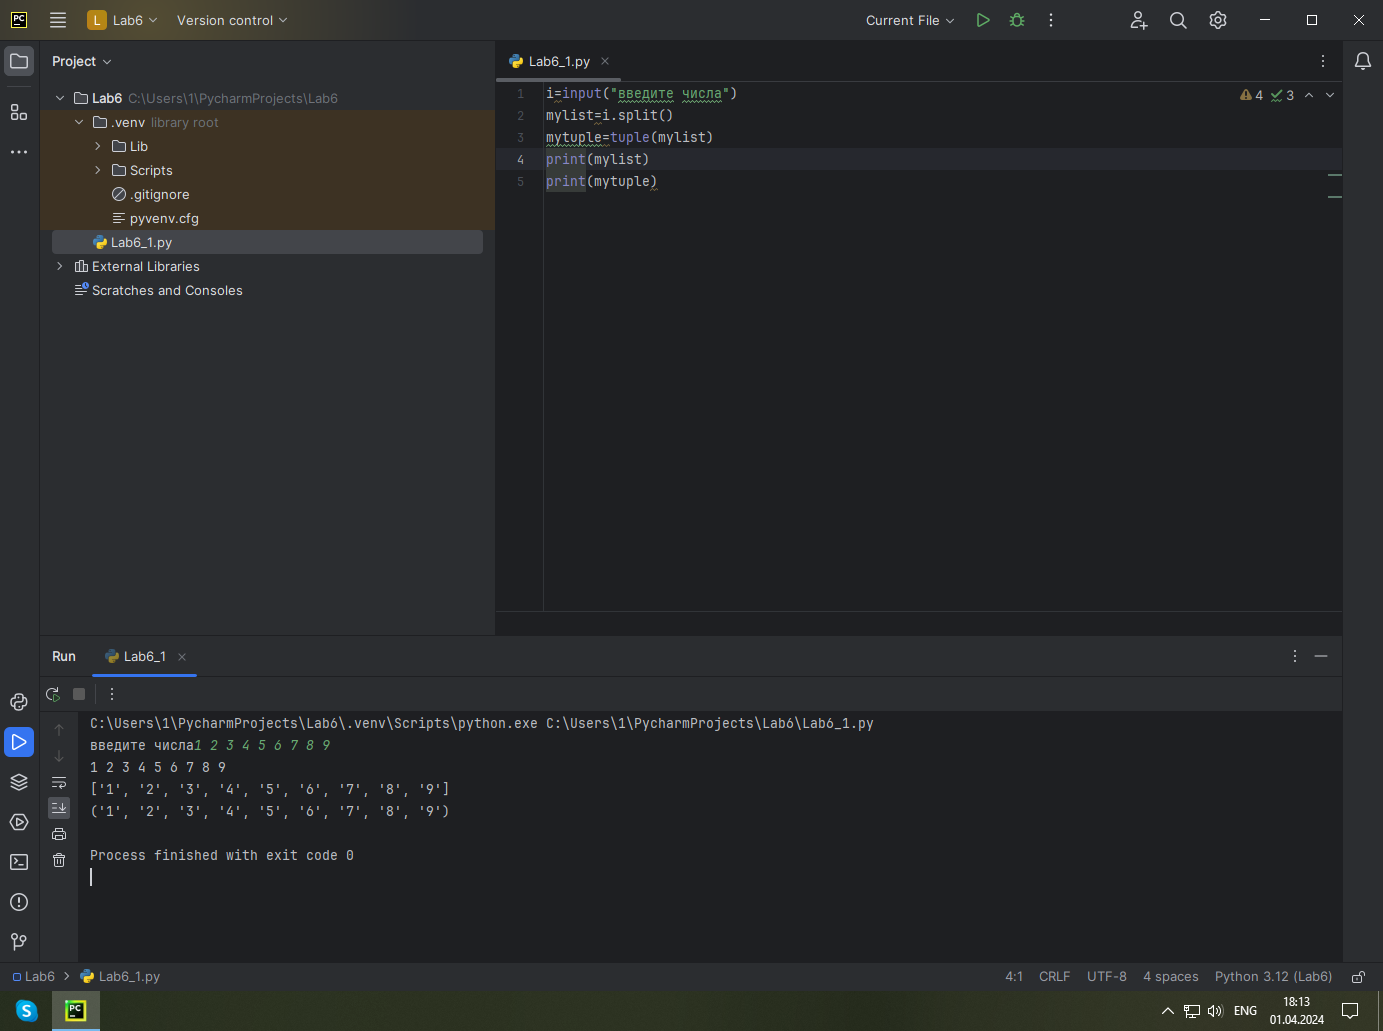 PC
L Lab6
Version control
Current File
Project
Lab6_1.py
Lab6 C:\Users\1\PycharmProjects\Lab6
.venv library root
Lib
Scripts
.gitignore
pyvenv.cfg
Lab6_1.py
External Libraries
Scratches and Consoles
1 i=input("введите числа")
2 mylist=i.split()
3 mytuple=tuple(mylist)
4 print(mylist)
5 print(mytuple)
4 3
Run
Lab6_1
C:\Users\1\PycharmProjects\Lab6\.venv\Scripts\python.exe C:\Users\1\PycharmProjects\Lab6\Lab6_1.py
введите числа1 2 3 4 5 6 7 8 9
1 2 3 4 5 6 7 8 9
['1', '2', '3', '4', '5', '6', '7', '8', '9']
('1', '2', '3', '4', '5', '6', '7', '8', '9')
Process finished with exit code 0
Lab6 > Lab6_1.py
4:1 CRLF UTF-8 4 spaces Python 3.12 (Lab6)
S
PC
ENG
18:13
01.04.2024